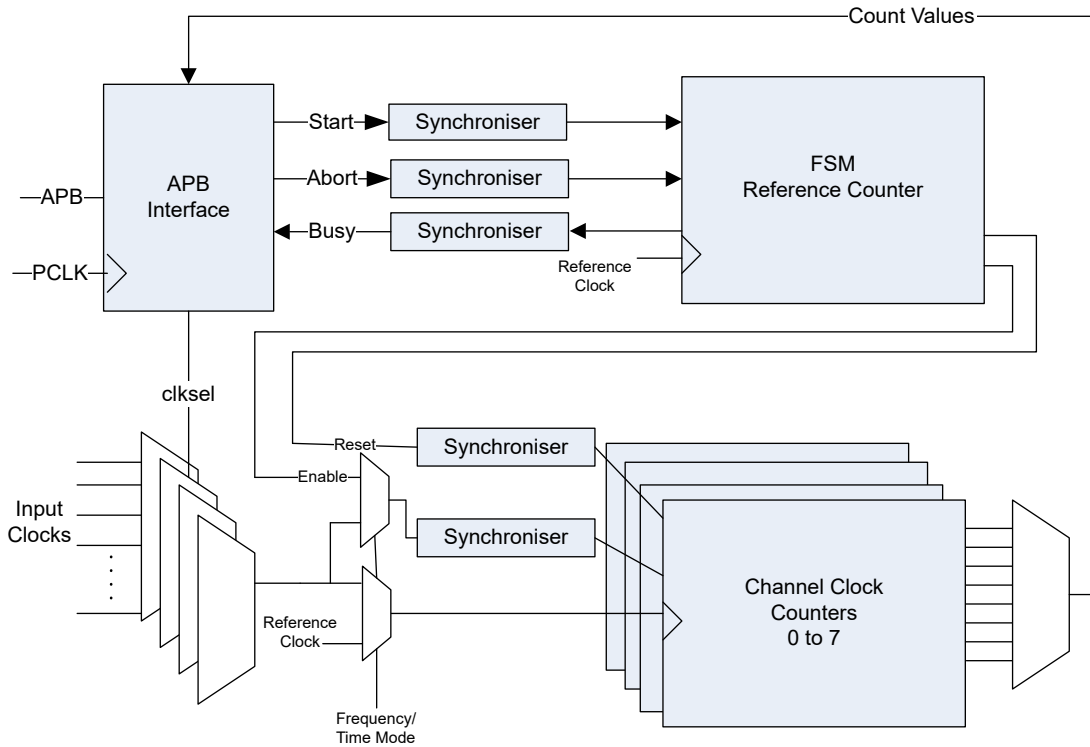 Count Values
Start
Synchroniser
Abort
Synchroniser
Busy
Synchroniser
APB
Interface
APB
PCLK
FSM
Reference Counter
Reference
Clock
clksel
Input
Clocks
Reset
Enable
Synchroniser
Synchroniser
Reference
Clock
Frequency/
Time Mode
Channel Clock
Counters
0 to 7